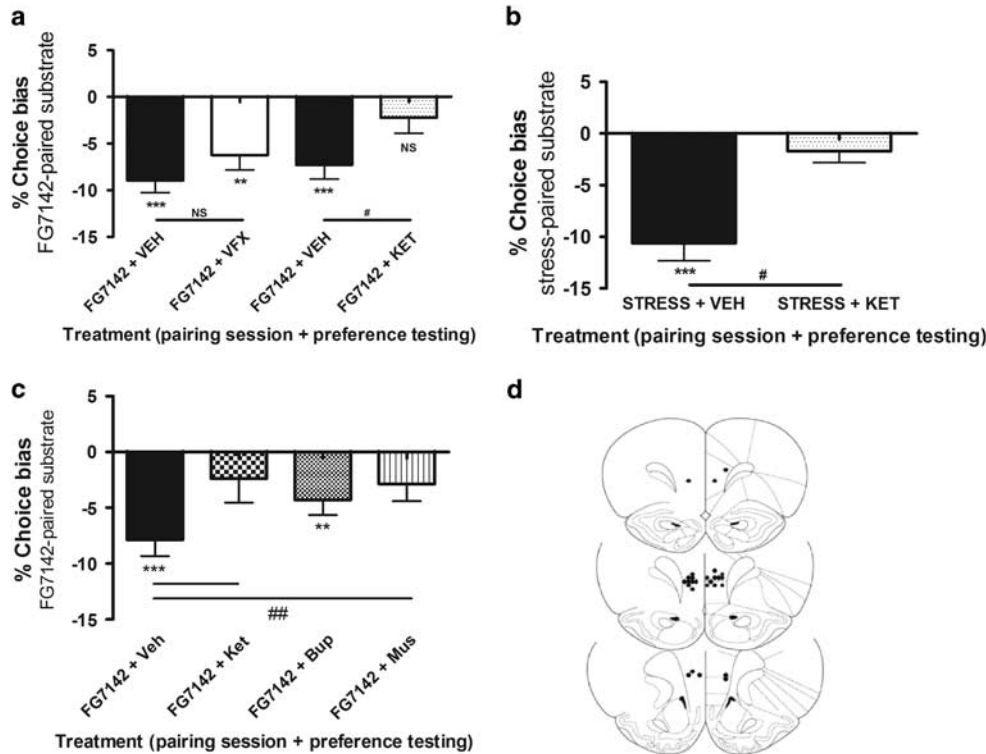 a
% Choice bias
FG7142-paired substrate
5
0
-5
-10
-15
***
**
***
NS
NS
#
FG7142 + VEH
FG7142 + VFX
FG7142 + VEH
FG7142 + KET
Treatment (pairing session + preference testing)
b
% Choice bias
stress-paired substrate
5
0
-5
-10
-15
***
#
STRESS + VEH
STRESS + KET
Treatment (pairing session + preference testing)
c
% Choice bias
FG7142-paired substrate
5
0
-5
-10
-15
***
**
##
FG7142 + Veh
FG7142 + Ket
FG7142 + Bup
FG7142 + Mus
Treatment (pairing session + preference testing)
d